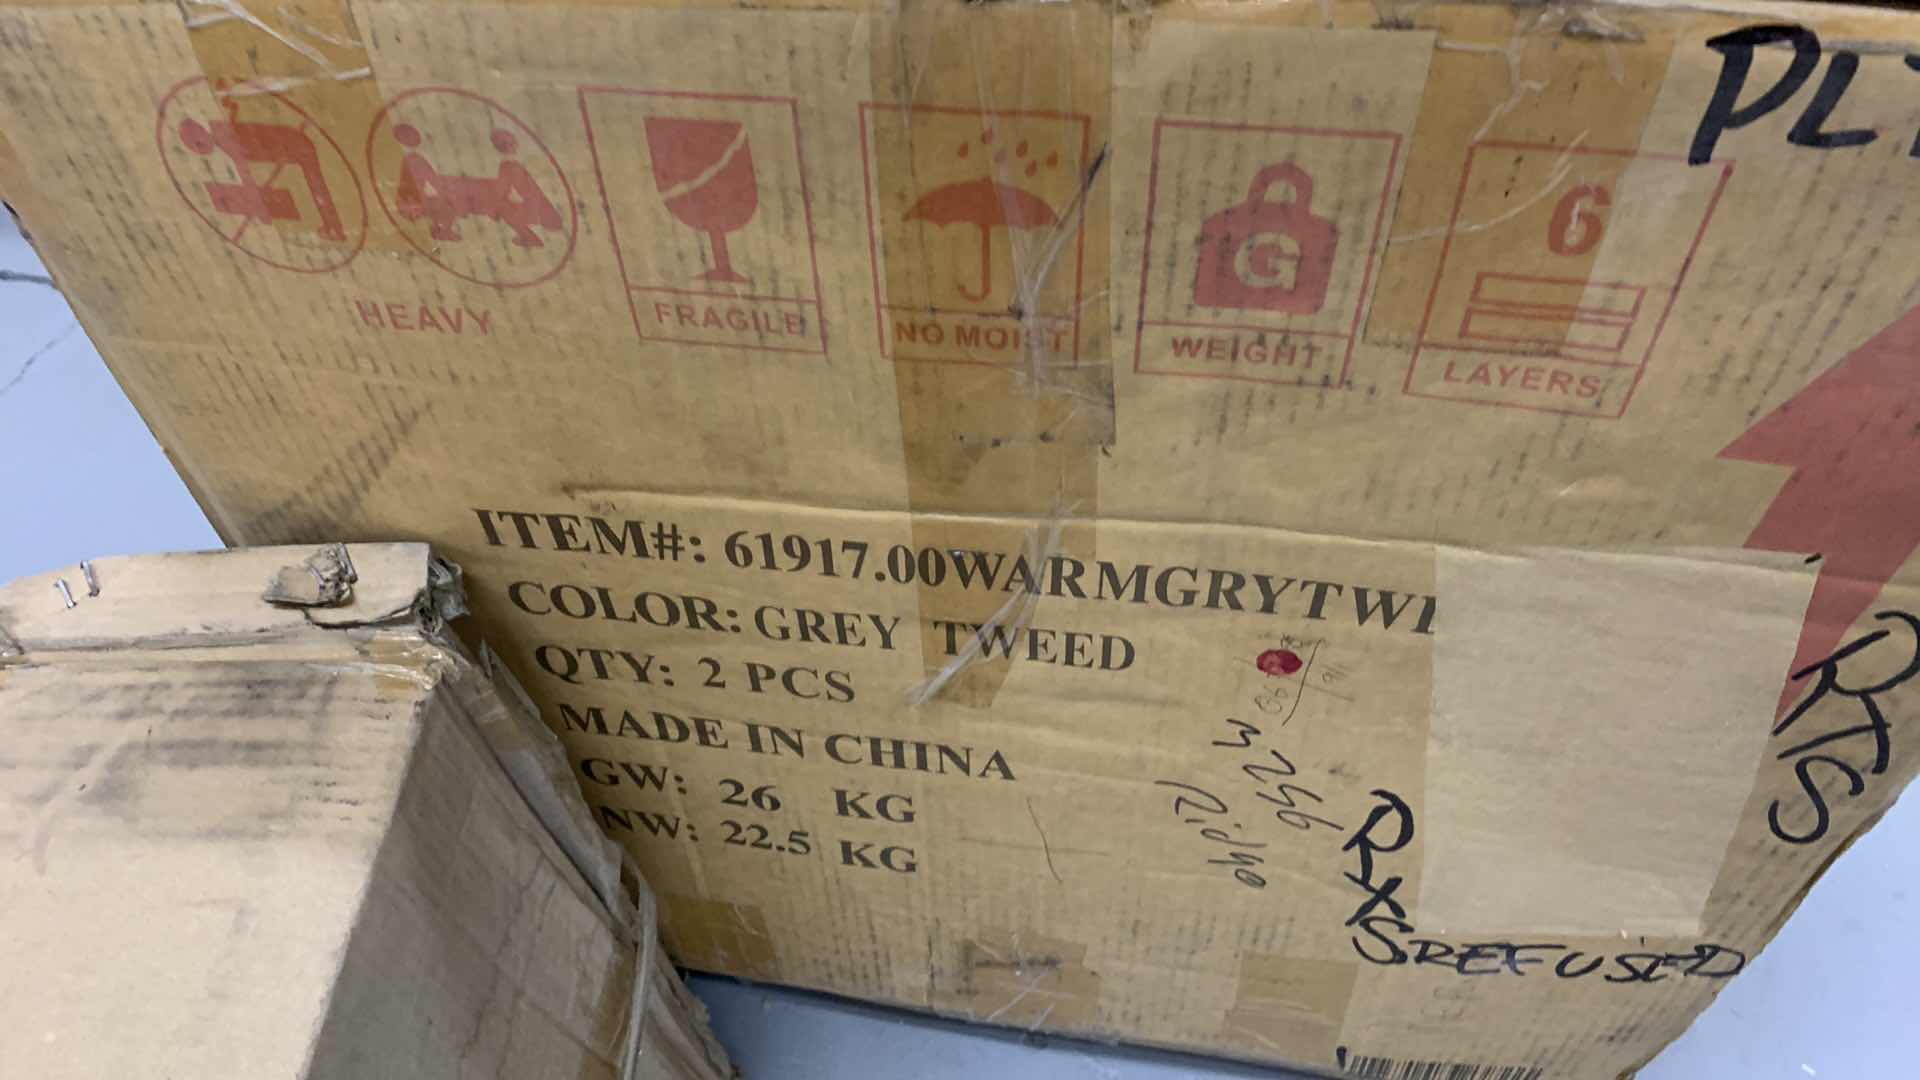 HEAVY
FRAGILE
NO MOIST
G
WEIGHT
6
LAYERS
ITEM#: 61917.00WARMGRYTW
COLOR: GREY TWEED
QTY: 2 PCS
MADE IN CHINA
GW: 26 KG
NW: 22.5 KG
RTS
REFUSED